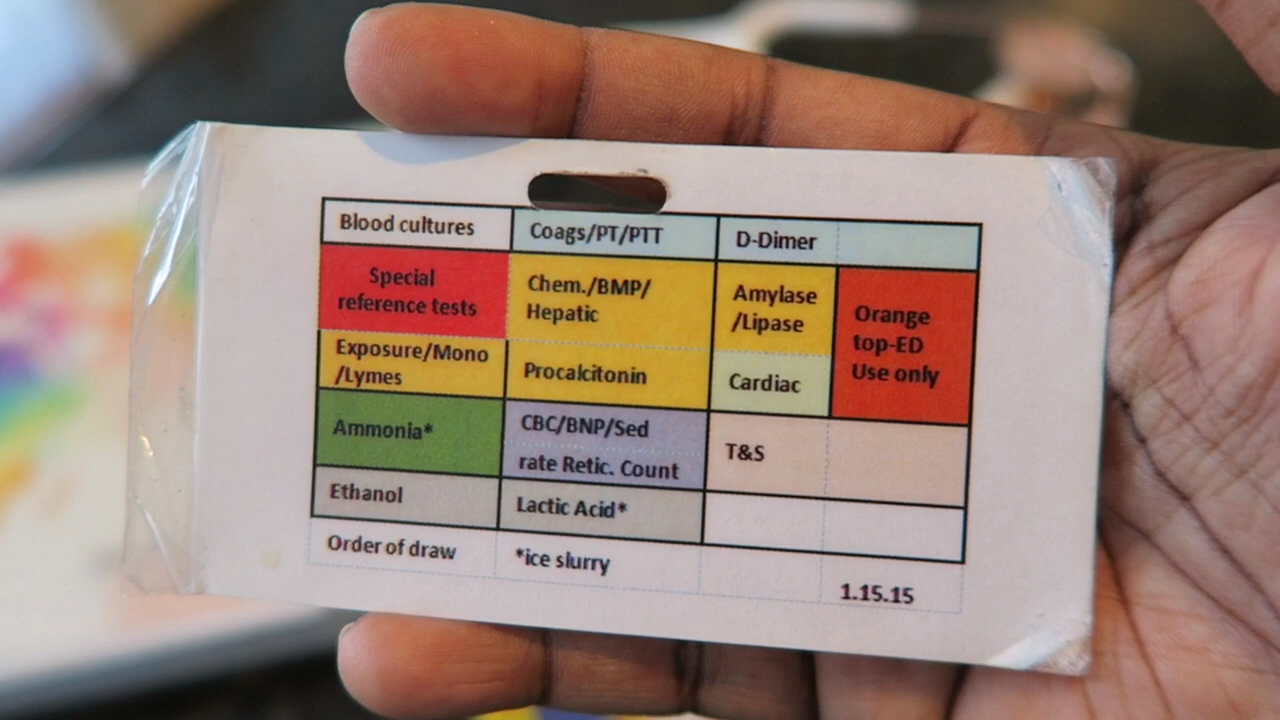 Blood cultures
Coags/PT/PTT
D-Dimer
Special
reference tests
Chem./BMP/
Hepatic
Amylase
/Lipase
Orange
top-ED
Use only
Exposure/Mono
/Lymes
Procalcitonin
Cardiac
Ammonia*
CBC/BNP/Sed
rate Retic. Count
T&S
Ethanol
Lactic Acid*
Order of draw
*ice slurry
1.15.15